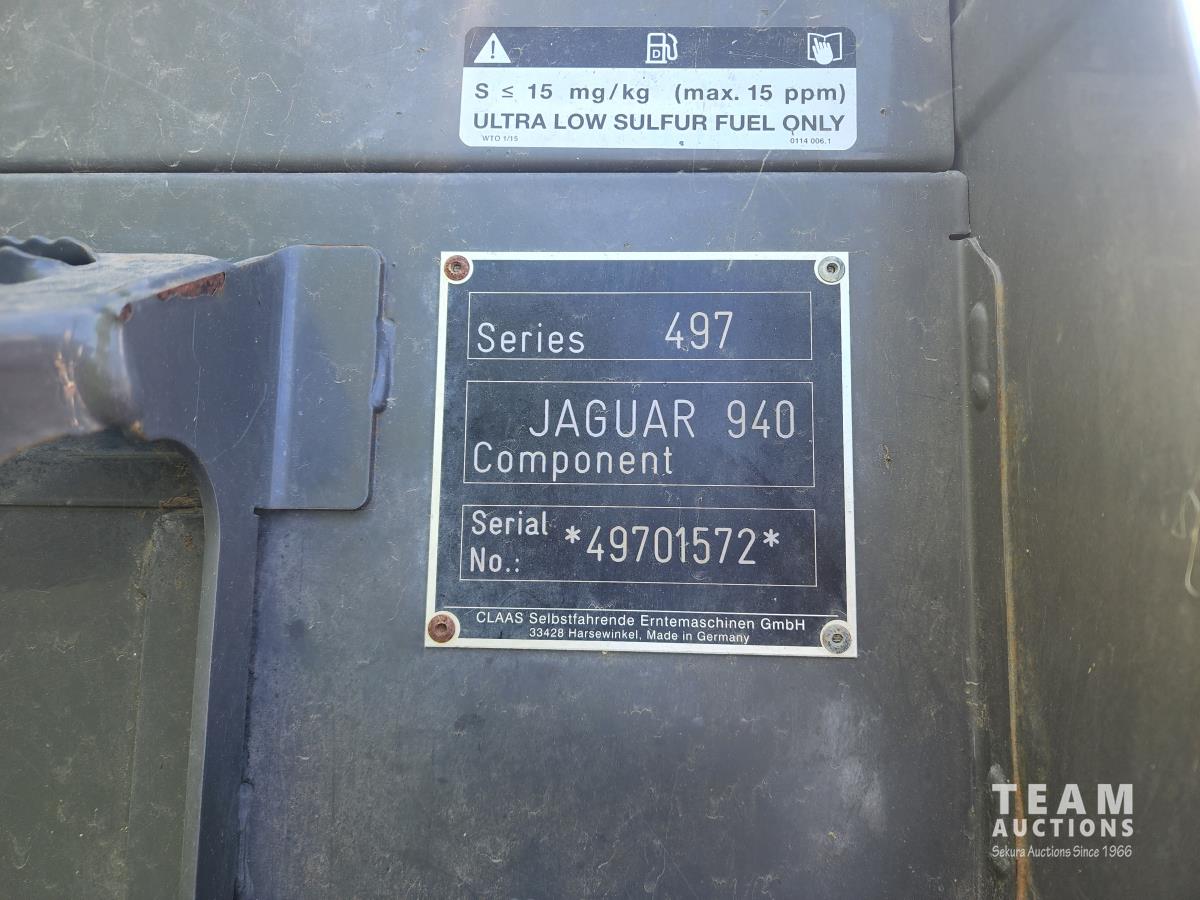 S ≤ 15 mg/kg (max. 15 ppm)
ULTRA LOW SULFUR FUEL ONLY
WTO 1/15 0114 006.1
Series 497
JAGUAR 940
Component
Serial No.: *49701572*
CLAAS Selbstfahrende Erntemaschinen GmbH
33428 Harsewinkel, Made in Germany
TEAM
AUCTIONS
Sekura Auctions Since 1966